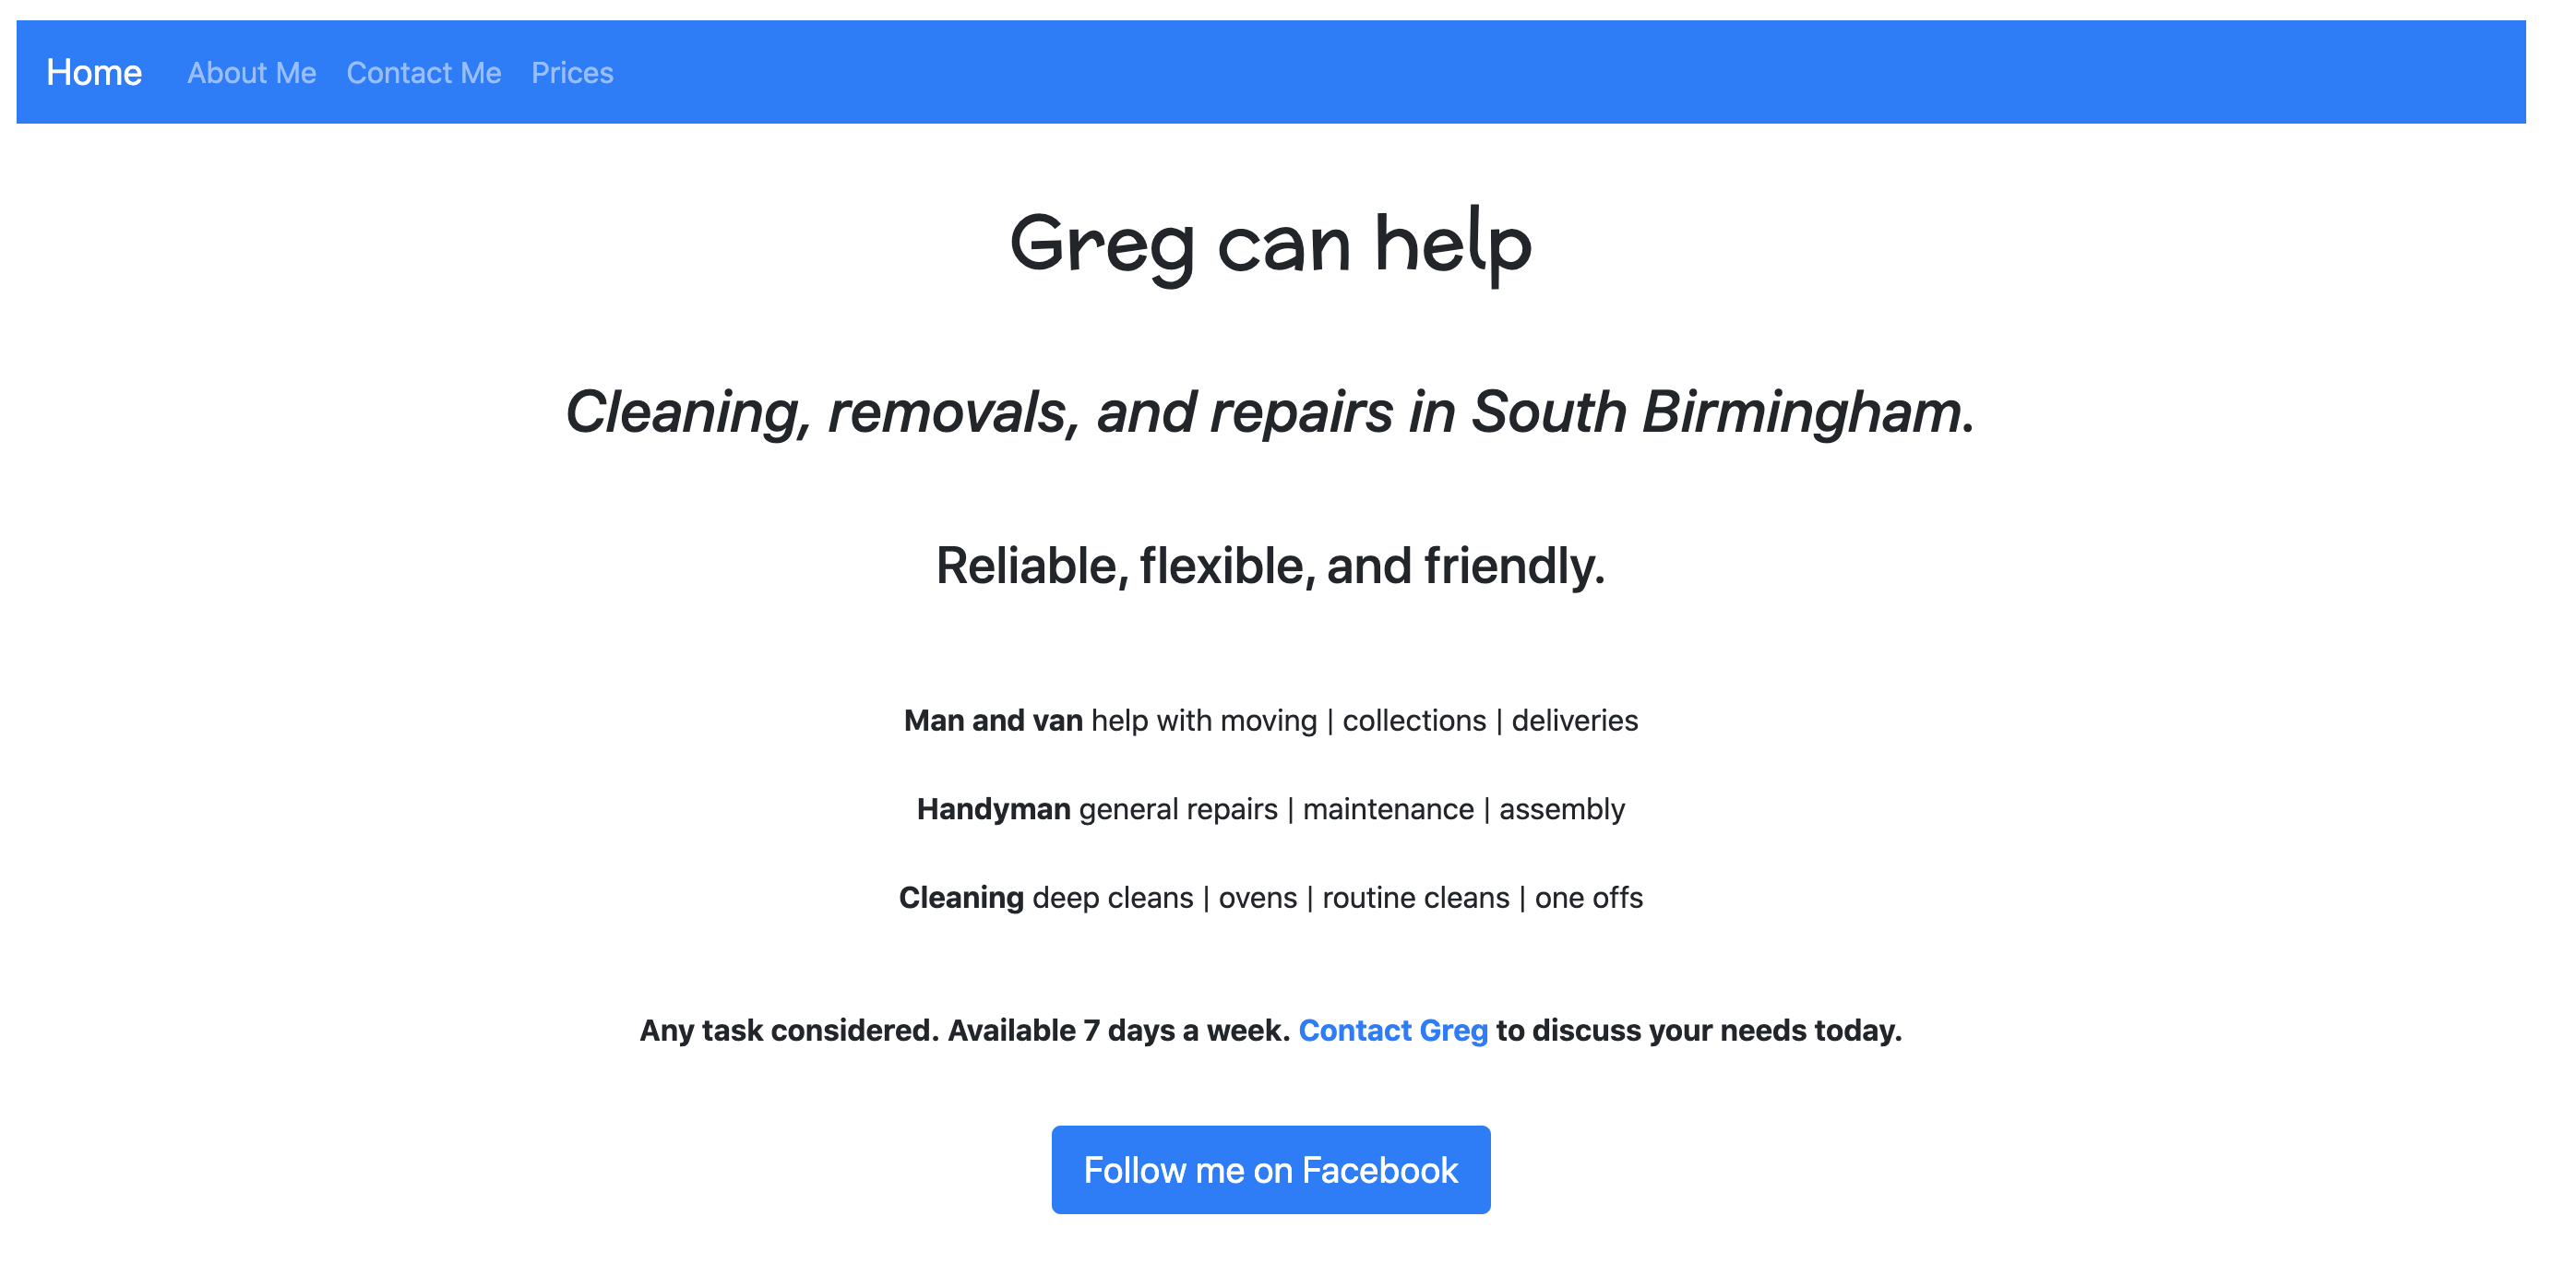 Home About Me Contact Me Prices
Greg can help
Cleaning, removals, and repairs in South Birmingham.
Reliable, flexible, and friendly.
Man and van help with moving | collections | deliveries
Handyman general repairs | maintenance | assembly
Cleaning deep cleans | ovens | routine cleans | one offs
Any task considered. Available 7 days a week. Contact Greg to discuss your needs today.
Follow me on Facebook